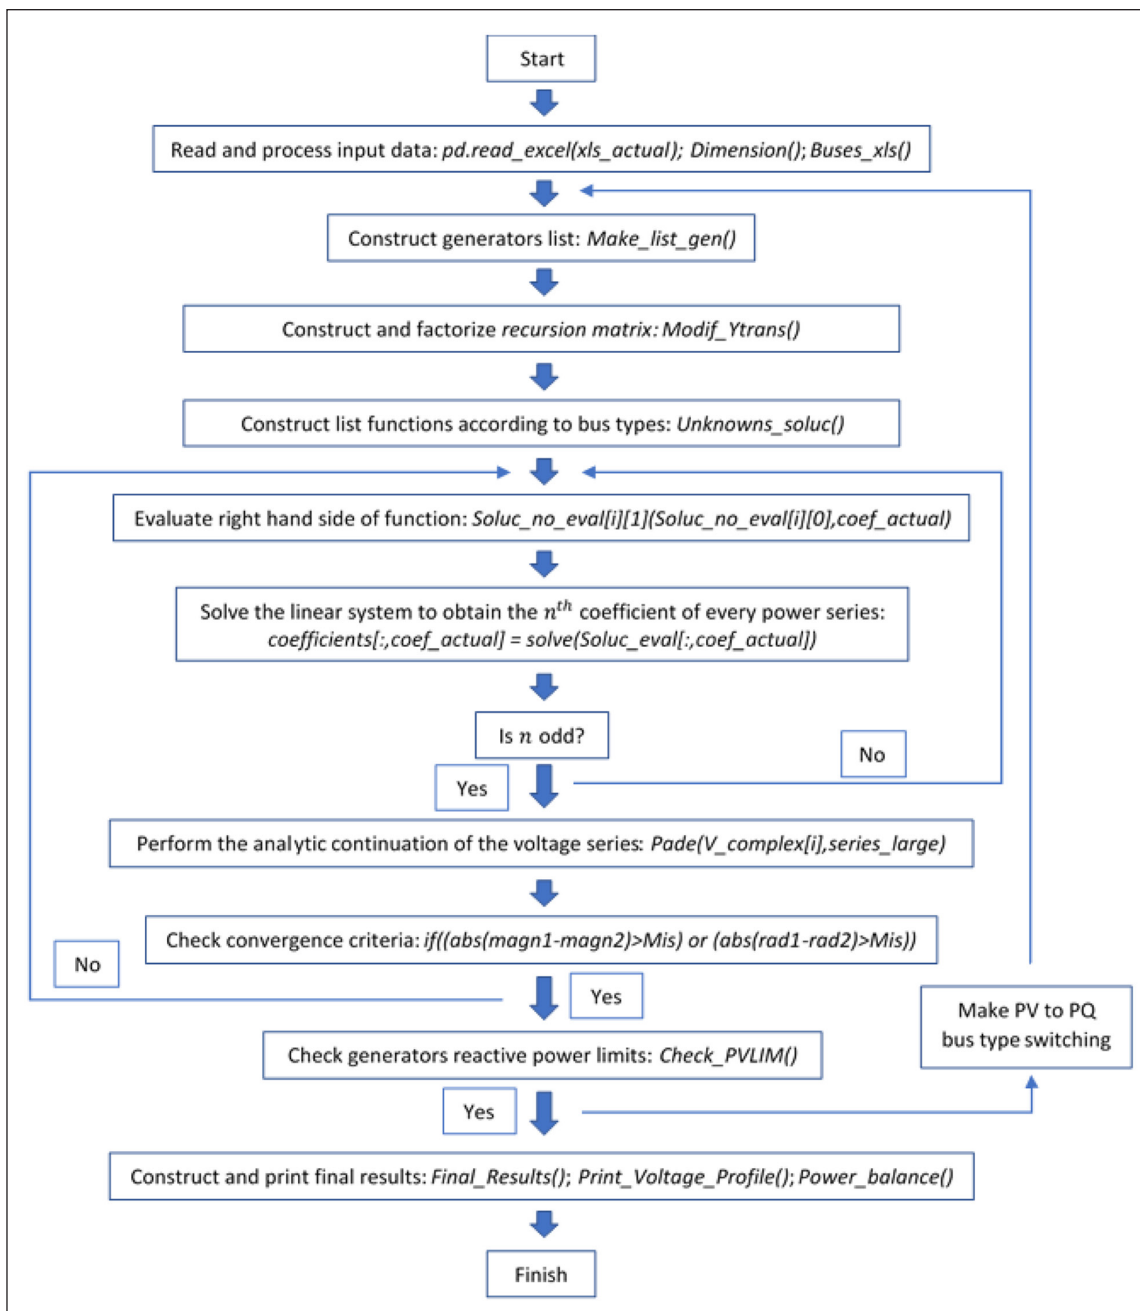 Start
Read and process input data: pd.read_excel(xls_actual); Dimension(); Buses_xls()
Construct generators list: Make_list_gen()
Construct and factorize recursion matrix: Modif_Ytrans()
Construct list functions according to bus types: Unknowns_soluc()
Evaluate right hand side of function: Soluc_no_eval[i][1](Soluc_no_eval[i][0],coef_actual)
Solve the linear system to obtain the nth coefficient of every power series:
coefficients[:,coef_actual] = solve(Soluc_eval[:,coef_actual])
Is n odd?
No
Yes
Perform the analytic continuation of the voltage series: Pade(V_complex[i],series_large)
Check convergence criteria: if((abs(magn1-magn2)>Mis) or (abs(rad1-rad2)>Mis))
No
Yes
Make PV to PQ
bus type switching
Check generators reactive power limits: Check_PVLIM()
Yes
Construct and print final results: Final_Results(); Print_Voltage_Profile(); Power_balance()
Finish